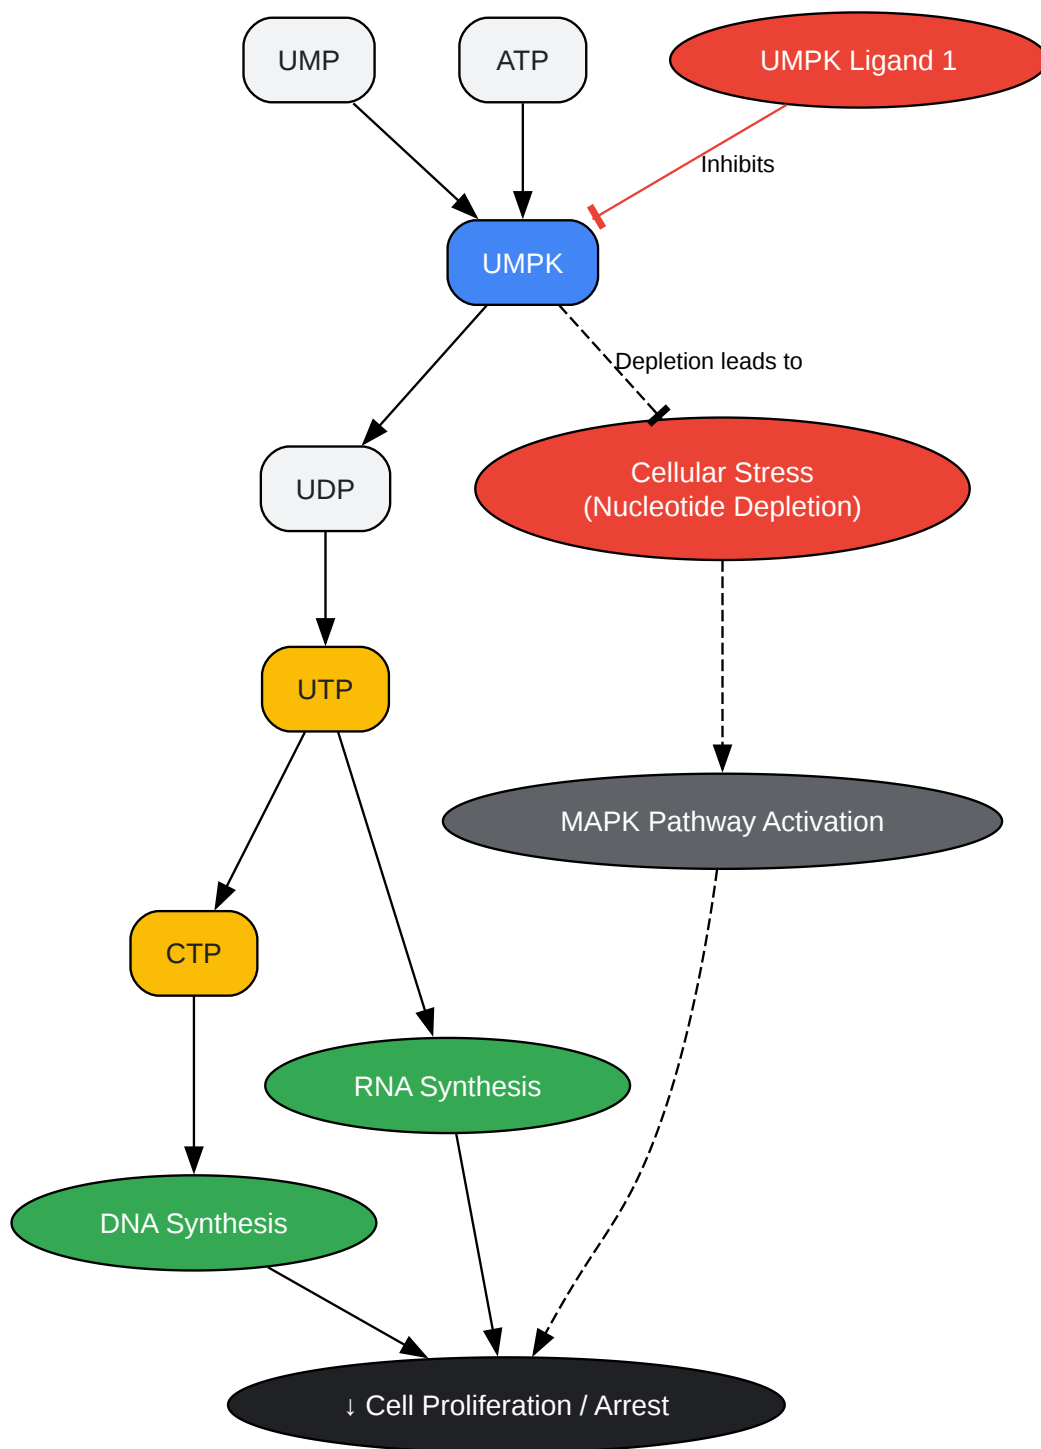 UMP
ATP
UMPK Ligand 1
Inhibits
UMPK
Depletion leads to
Cellular Stress
(Nucleotide Depletion)
UDP
UTP
MAPK Pathway Activation
CTP
RNA Synthesis
DNA Synthesis
↓ Cell Proliferation / Arrest